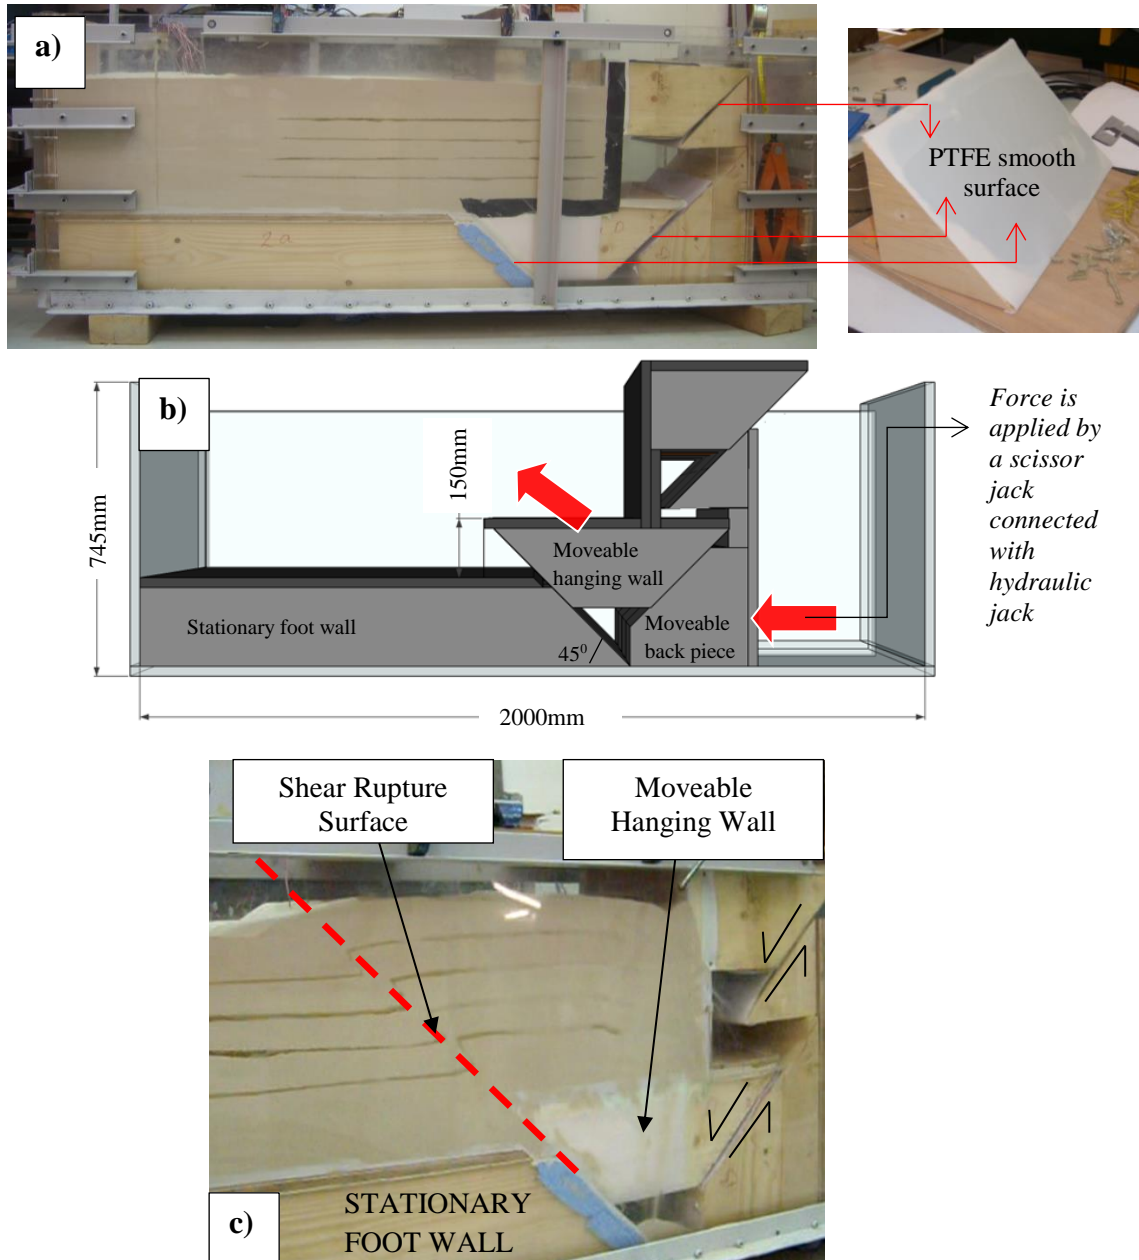 a)
2a
PTFE smooth
surface
b)
745mm
150mm
Moveable
hanging wall
Stationary foot wall
45⁰
Moveable
back piece
2000mm
Force is
applied by
a scissor
jack
connected
with
hydraulic
jack
Shear Rupture
Surface
Moveable
Hanging Wall
c)
STATIONARY
FOOT WALL